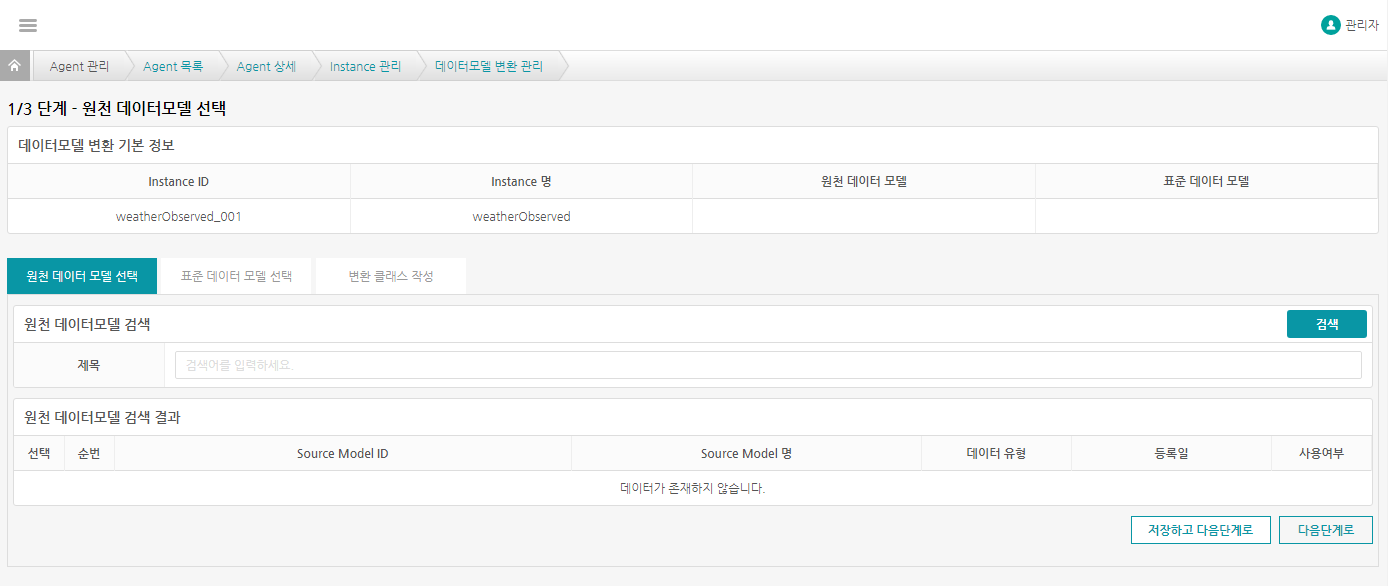 관리자
Agent 관리 Agent 목록 Agent 상세 Instance 관리 데이터모델 변환 관리
1/3 단계 - 원천 데이터모델 선택
데이터모델 변환 기본 정보
Instance ID Instance 명 원천 데이터 모델 표준 데이터 모델
weatherObserved_001 weatherObserved
원천 데이터 모델 선택 표준 데이터 모델 선택 변환 클래스 작성
원천 데이터모델 검색 검색
제목 검색어를 입력하세요.
원천 데이터모델 검색 결과
선택 순번 Source Model ID Source Model 명 데이터 유형 등록일 사용여부
데이터가 존재하지 않습니다.
저장하고 다음단계로 다음단계로